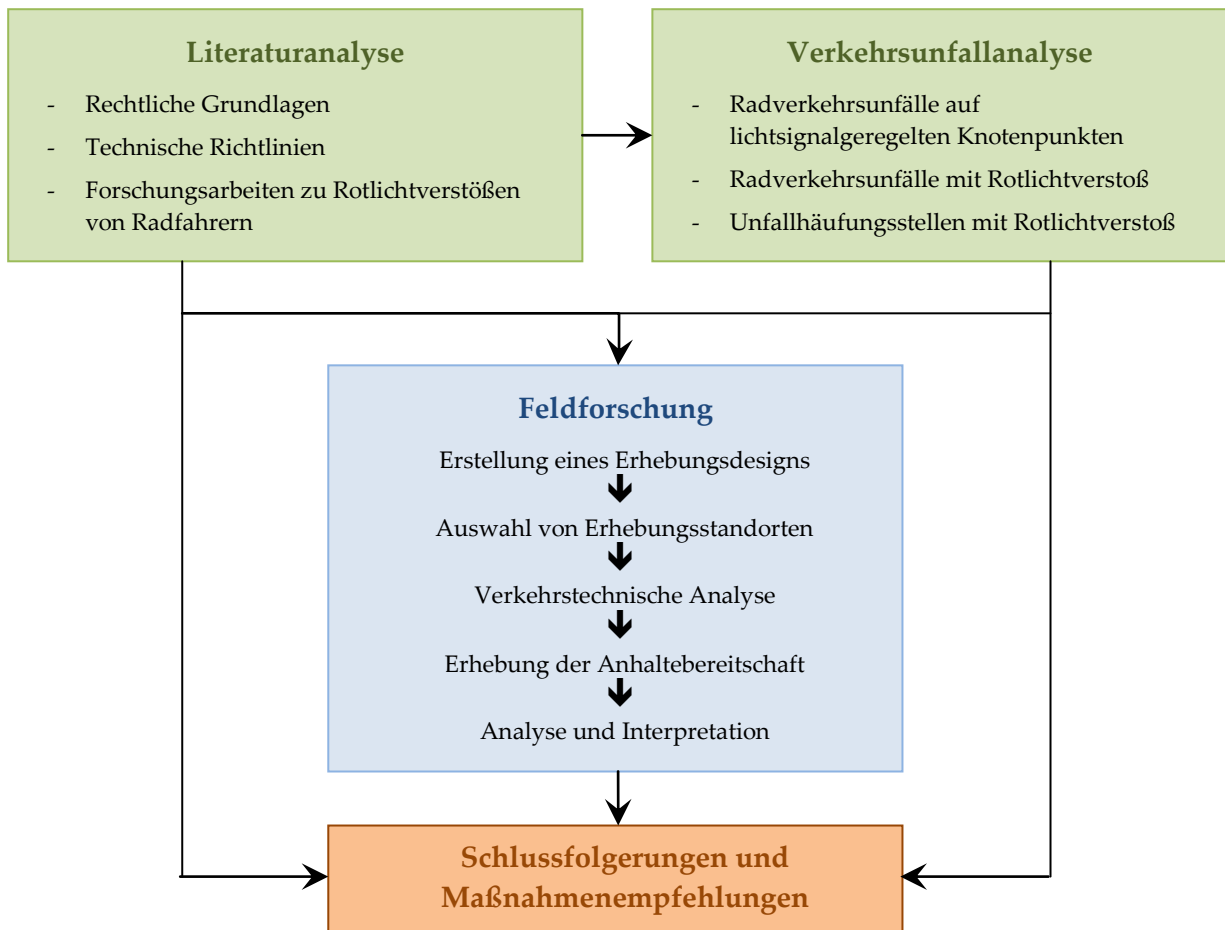 Literaturanalyse
- Rechtliche Grundlagen
- Technische Richtlinien
- Forschungsarbeiten zu Rotlichtverstößen
von Radfahrern
Verkehrsunfallanalyse
- Radverkehrsunfälle auf
lichtsignalgeregelten Knotenpunkten
- Radverkehrsunfälle mit Rotlichtverstoß
- Unfallhäufungsstellen mit Rotlichtverstoß
Feldforschung
Erstellung eines Erhebungsdesigns
Auswahl von Erhebungsstandorten
Verkehrstechnische Analyse
Erhebung der Anhaltebereitschaft
Analyse und Interpretation
Schlussfolgerungen und
Maßnahmenempfehlungen